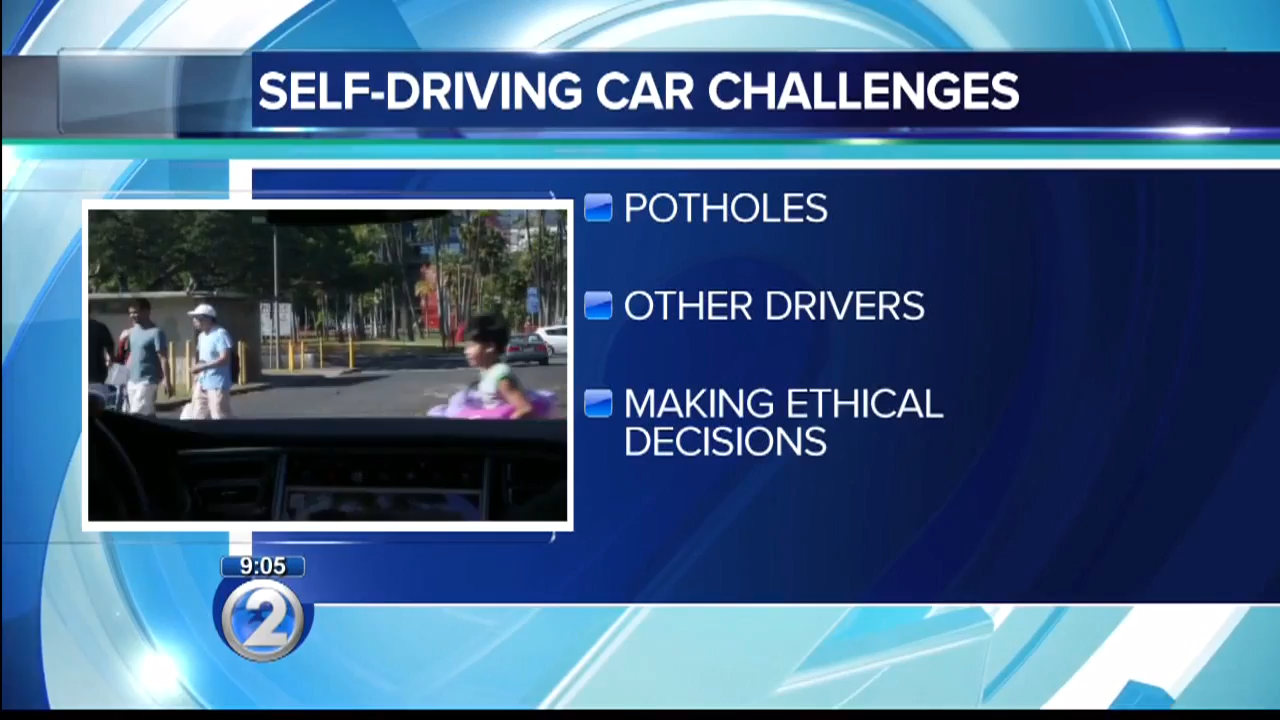 SELF-DRIVING CAR CHALLENGES
POTHOLES
OTHER DRIVERS
MAKING ETHICAL
DECISIONS
9:05
2